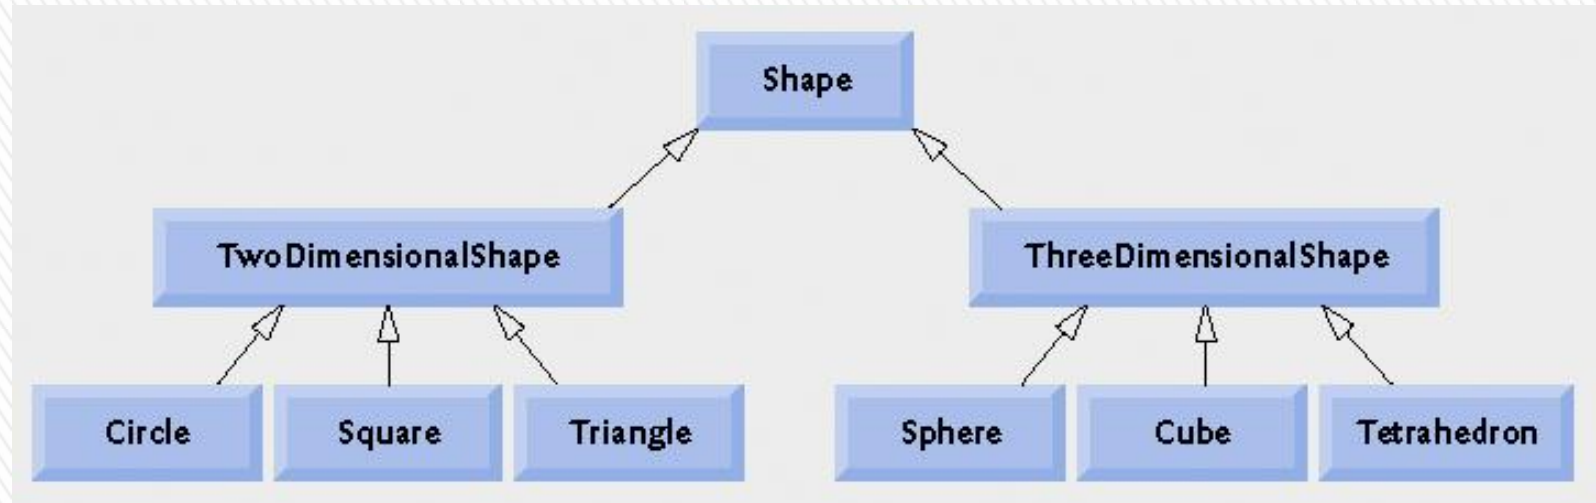 Shape
TwoDimensionalShape
ThreeDimensionalShape
Circle
Square
Triangle
Sphere
Cube
Tetrahedron